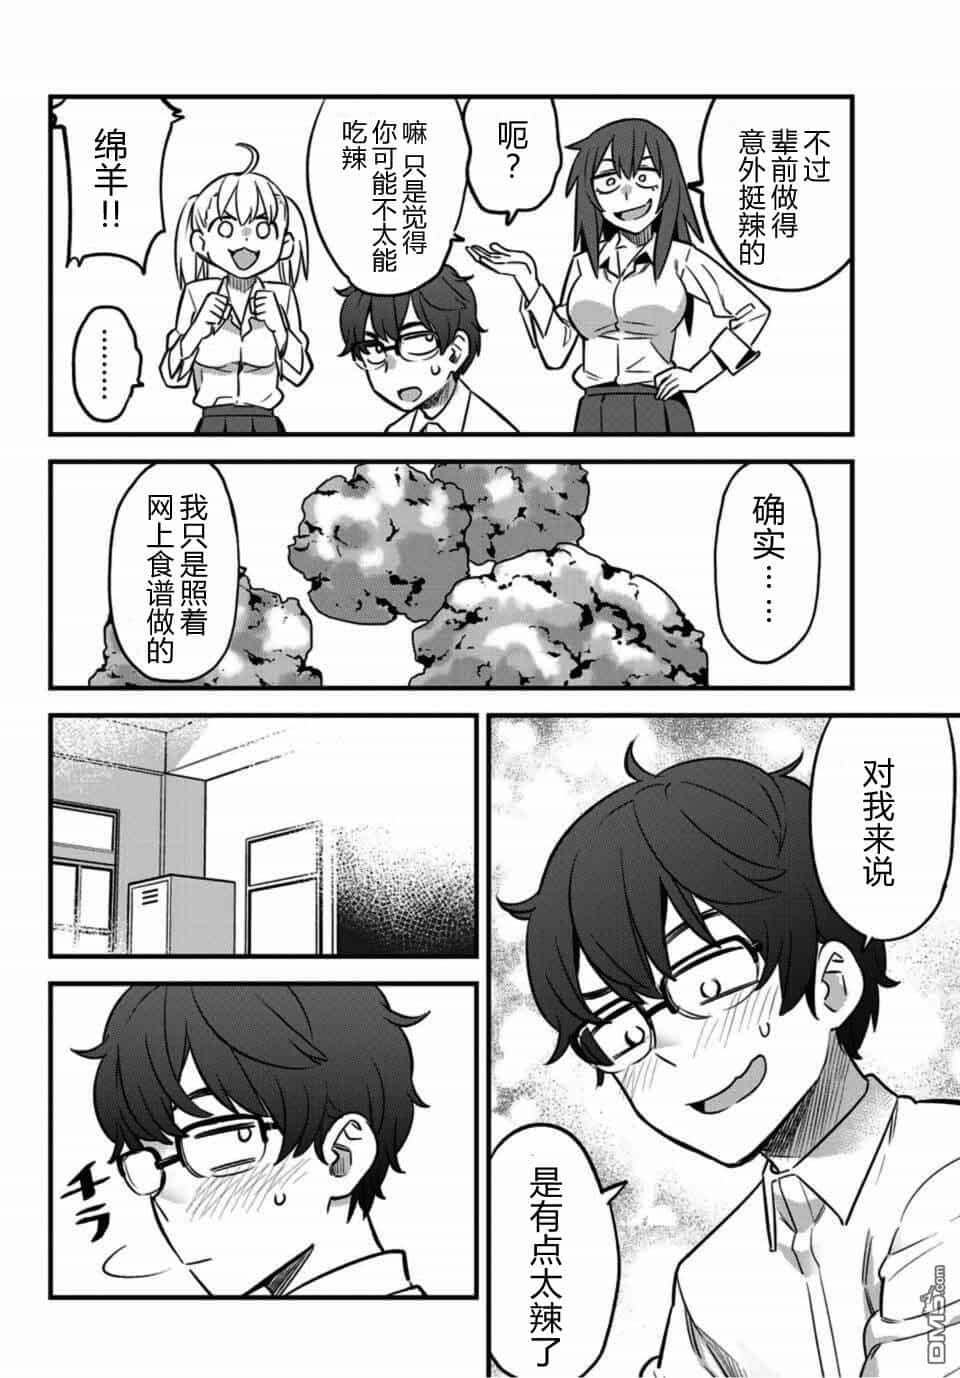 不过
辈前做得
意外挺辣的
呃?
嘛 只是觉得
你可能不太能
吃辣
绵羊!!
………
确实……
我只是照着
网上食谱做的
对我来说
是有点太辣了
チラ
DM5.com